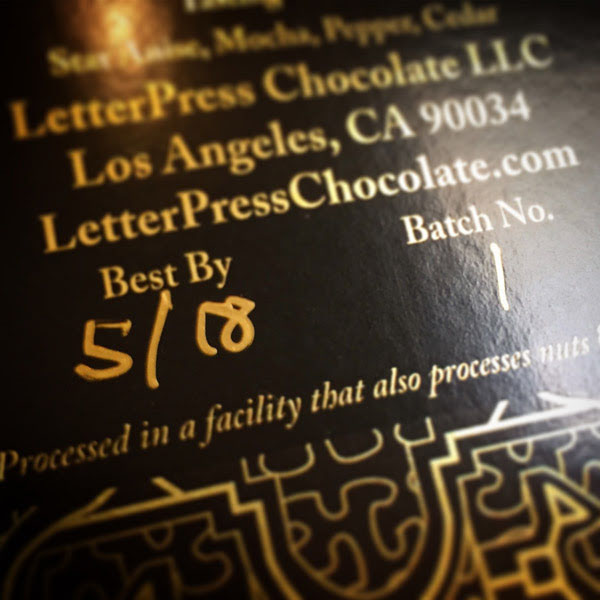 Tasting
Star Anise, Mocha, Pepper, Cedar
LetterPress Chocolate LLC
Los Angeles, CA 90034
LetterPressChocolate.com
Best By
Batch No.
5/18
1
Processed in a facility that also processes nuts